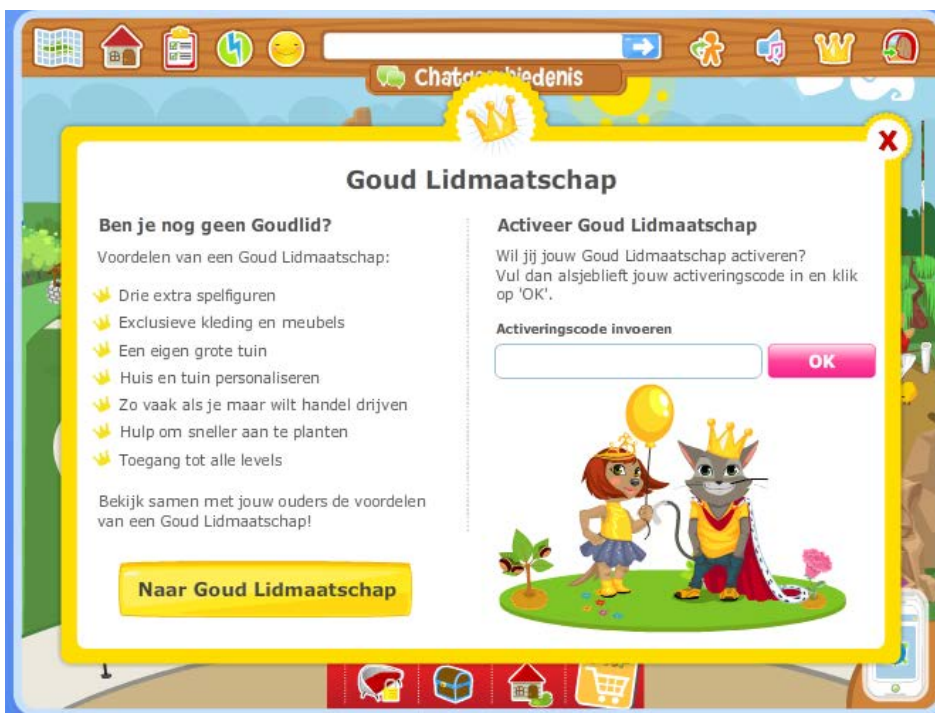 Chatgeschiedenis
Goud Lidmaatschap
Ben je nog geen Goudlid?
Voordelen van een Goud Lidmaatschap:
Drie extra spelfiguren
Exclusieve kleding en meubels
Een eigen grote tuin
Huis en tuin personaliseren
Zo vaak als je maar wilt handel drijven
Hulp om sneller aan te planten
Toegang tot alle levels
Bekijk samen met jouw ouders de voordelen
van een Goud Lidmaatschap!
Naar Goud Lidmaatschap
Activeer Goud Lidmaatschap
Wil jij jouw Goud Lidmaatschap activeren?
Vul dan alsjeblieft jouw activeringscode in en klik
op 'OK'.
Activeringscode invoeren
OK
X